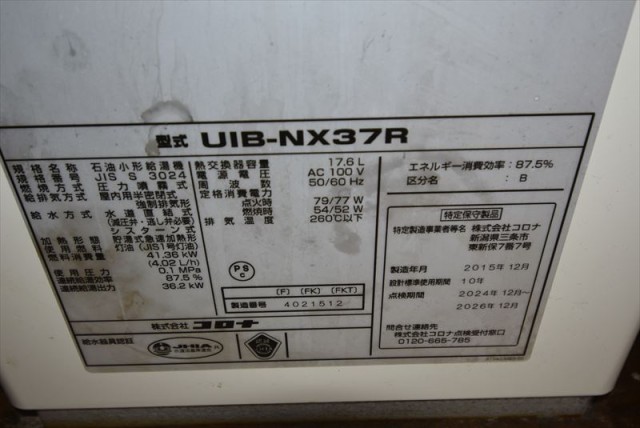 型式 UIB-NX37R
規格名称 石油小形給湯機
規格番号 JIS S 3024
燃焼方式 圧力噴霧式
給排気方式 屋内用半密閉式
強制排気形
給水方式 水道直結式
(減圧弁・逃し弁必要)
シスターン式
加熱形態 貯湯式急速加熱形
使用燃料 灯油(JIS1号灯油)
燃料消費量 41.36 kW
(4.02 L/h)
使用圧力 0.1 MPa
連続給湯効率 87.5%
連続給湯出力 36.2 kW
熱交換器容量 17.6 L
電源電圧 AC 100 V
周波数 50/60 Hz
定格消費電力
点火時 79/77 W
燃焼時 54/52 W
排気温度 260℃以下
PS C
(F) (FK) (FKT)
製造番号 4021512
株式会社 コロナ
給水器具認証
JHIA
エネルギー消費効率:87.5%
区分名 : B
特定保守製品
特定製造事業者等名 株式会社コロナ
新潟県三条市
東新保7番7号
製造年月 2015年12月
設計標準使用期間 10年
点検期間 2024年12月~
2026年12月
問合せ連絡先
株式会社コロナ点検受付窓口
0120-665-765